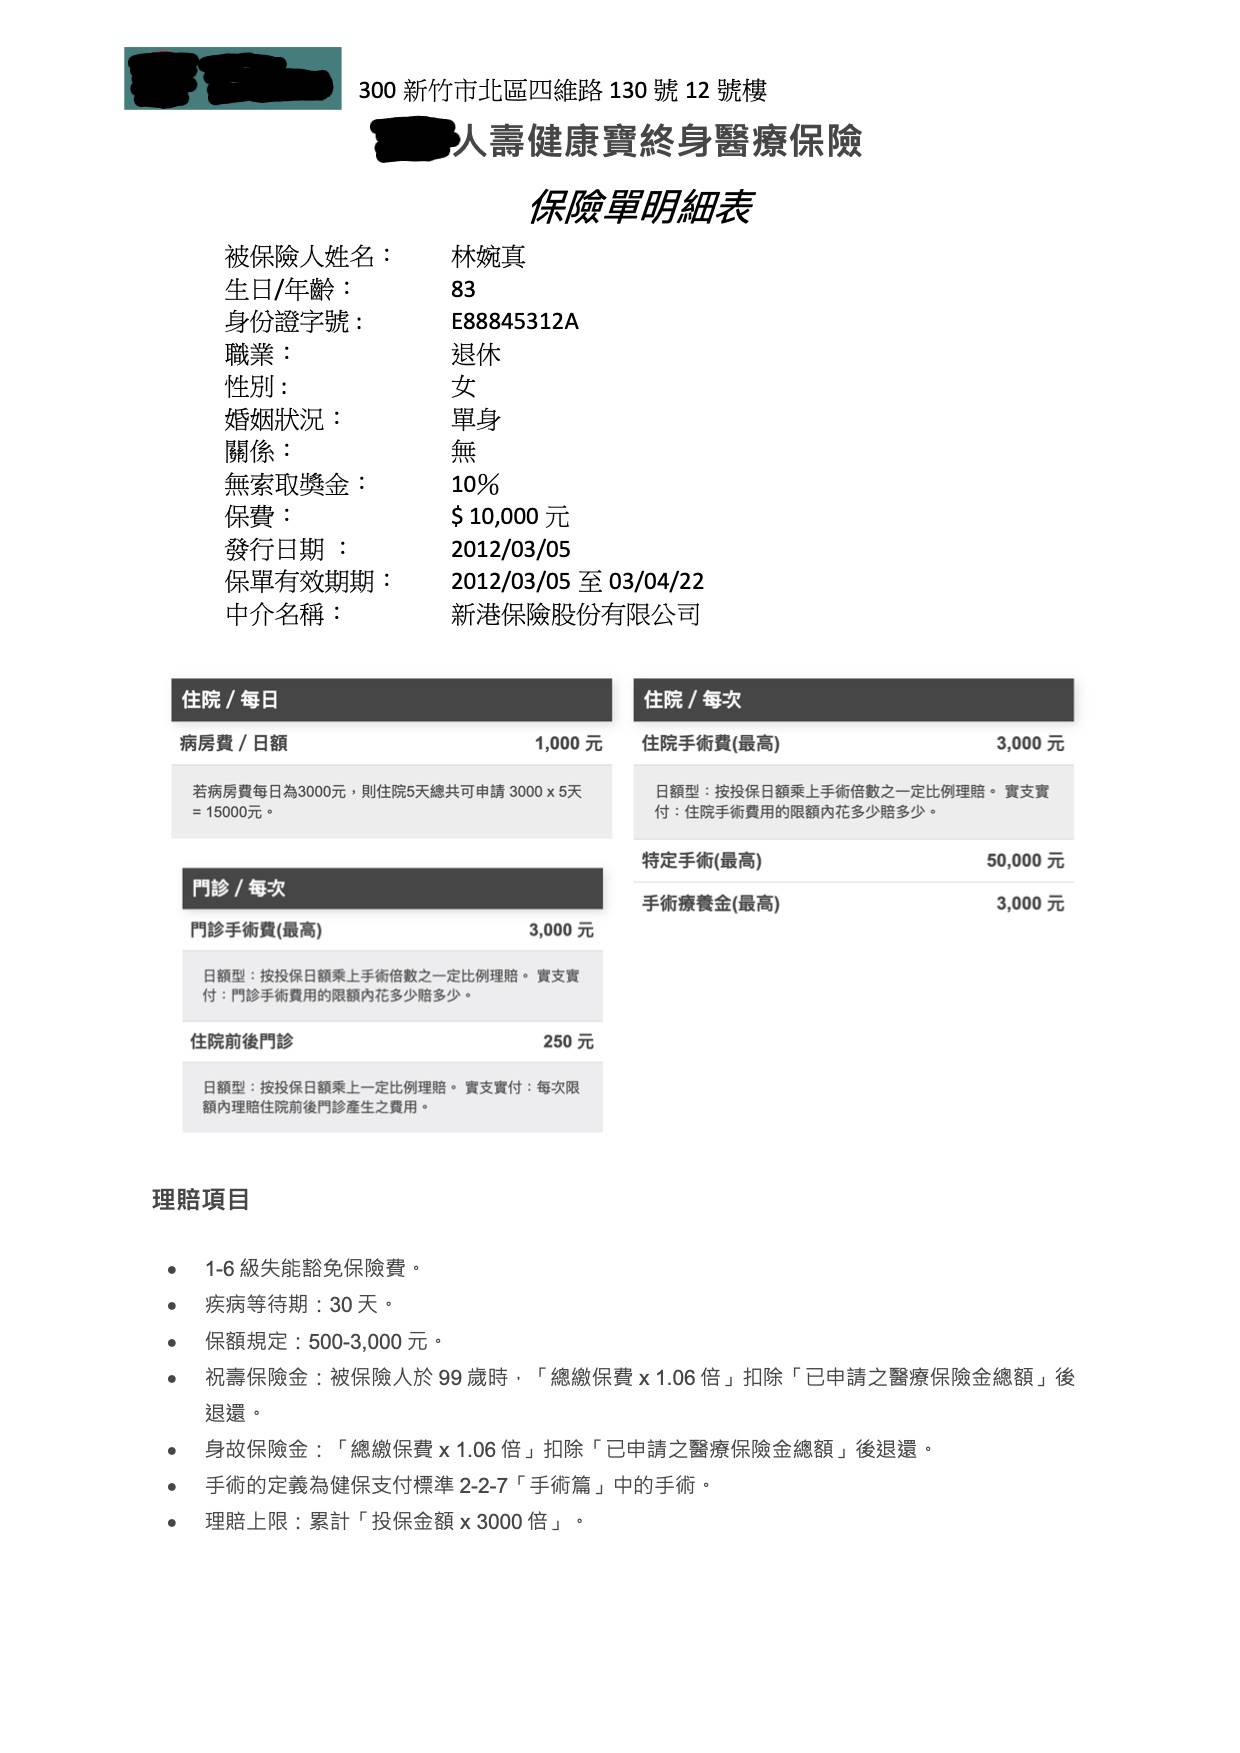 300 新竹市北區四維路 130 號 12 號樓
人壽健康寶終身醫療保險
保險單明細表
被保險人姓名： 林婉真
生日/年齡： 83
身份證字號 : E88845312A
職業： 退休
性別 : 女
婚姻狀況： 單身
關係： 無
無索取獎金： 10%
保費： $ 10,000 元
發行日期 ： 2012/03/05
保單有效期期： 2012/03/05 至 03/04/22
中介名稱： 新港保險股份有限公司
住院 / 每日
病房費 / 日額 1,000 元
若病房費每日為3000元，則住院5天總共可申請 3000 x 5天
= 15000元。
門診 / 每次
門診手術費(最高) 3,000 元
日額型：按投保日額乘上手術倍數之一定比例理賠。 實支實
付：門診手術費用的限額內花多少賠多少。
住院前後門診 250 元
日額型：按投保日額乘上一定比例理賠。 實支實付：每次限
額內理賠住院前後門診產生之費用。
住院 / 每次
住院手術費(最高) 3,000 元
日額型：按投保日額乘上手術倍數之一定比例理賠。 實支實
付：住院手術費用的限額內花多少賠多少。
特定手術(最高) 50,000 元
手術療養金(最高) 3,000 元
理賠項目
• 1-6 級失能豁免保險費。
• 疾病等待期：30 天。
• 保額規定：500-3,000 元。
• 祝壽保險金：被保險人於 99 歲時，「總繳保費 x 1.06 倍」扣除「已申請之醫療保險金總額」後
退還。
• 身故保險金：「總繳保費 x 1.06 倍」扣除「已申請之醫療保險金總額」後退還。
• 手術的定義為健保支付標準 2-2-7「手術篇」中的手術。
• 理賠上限：累計「投保金額 x 3000 倍」。